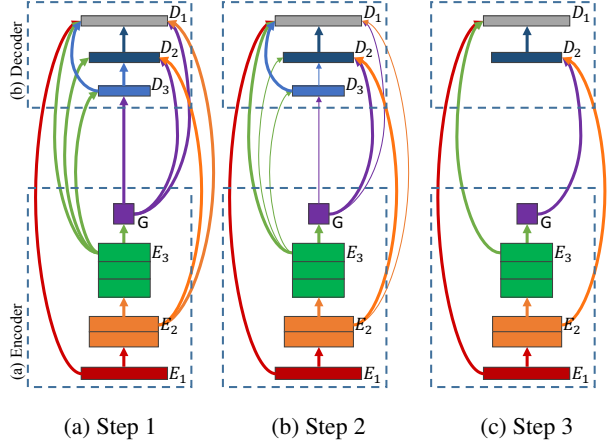 D₁ D₁ D₁
D₂ D₂ D₂
D₃ D₃
(b) Decoder
G G G
E₃ E₃ E₃
E₂ E₂ E₂
(a) Encoder
E₁ E₁ E₁
(a) Step 1 (b) Step 2 (c) Step 3